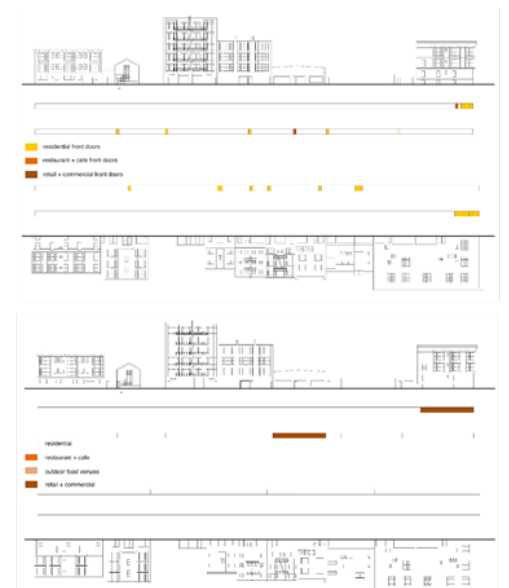 residential front doors
restaurant + cafe front doors
retail + commercial front doors
residential
restaurant + cafe
outdoor food venues
retail + commercial